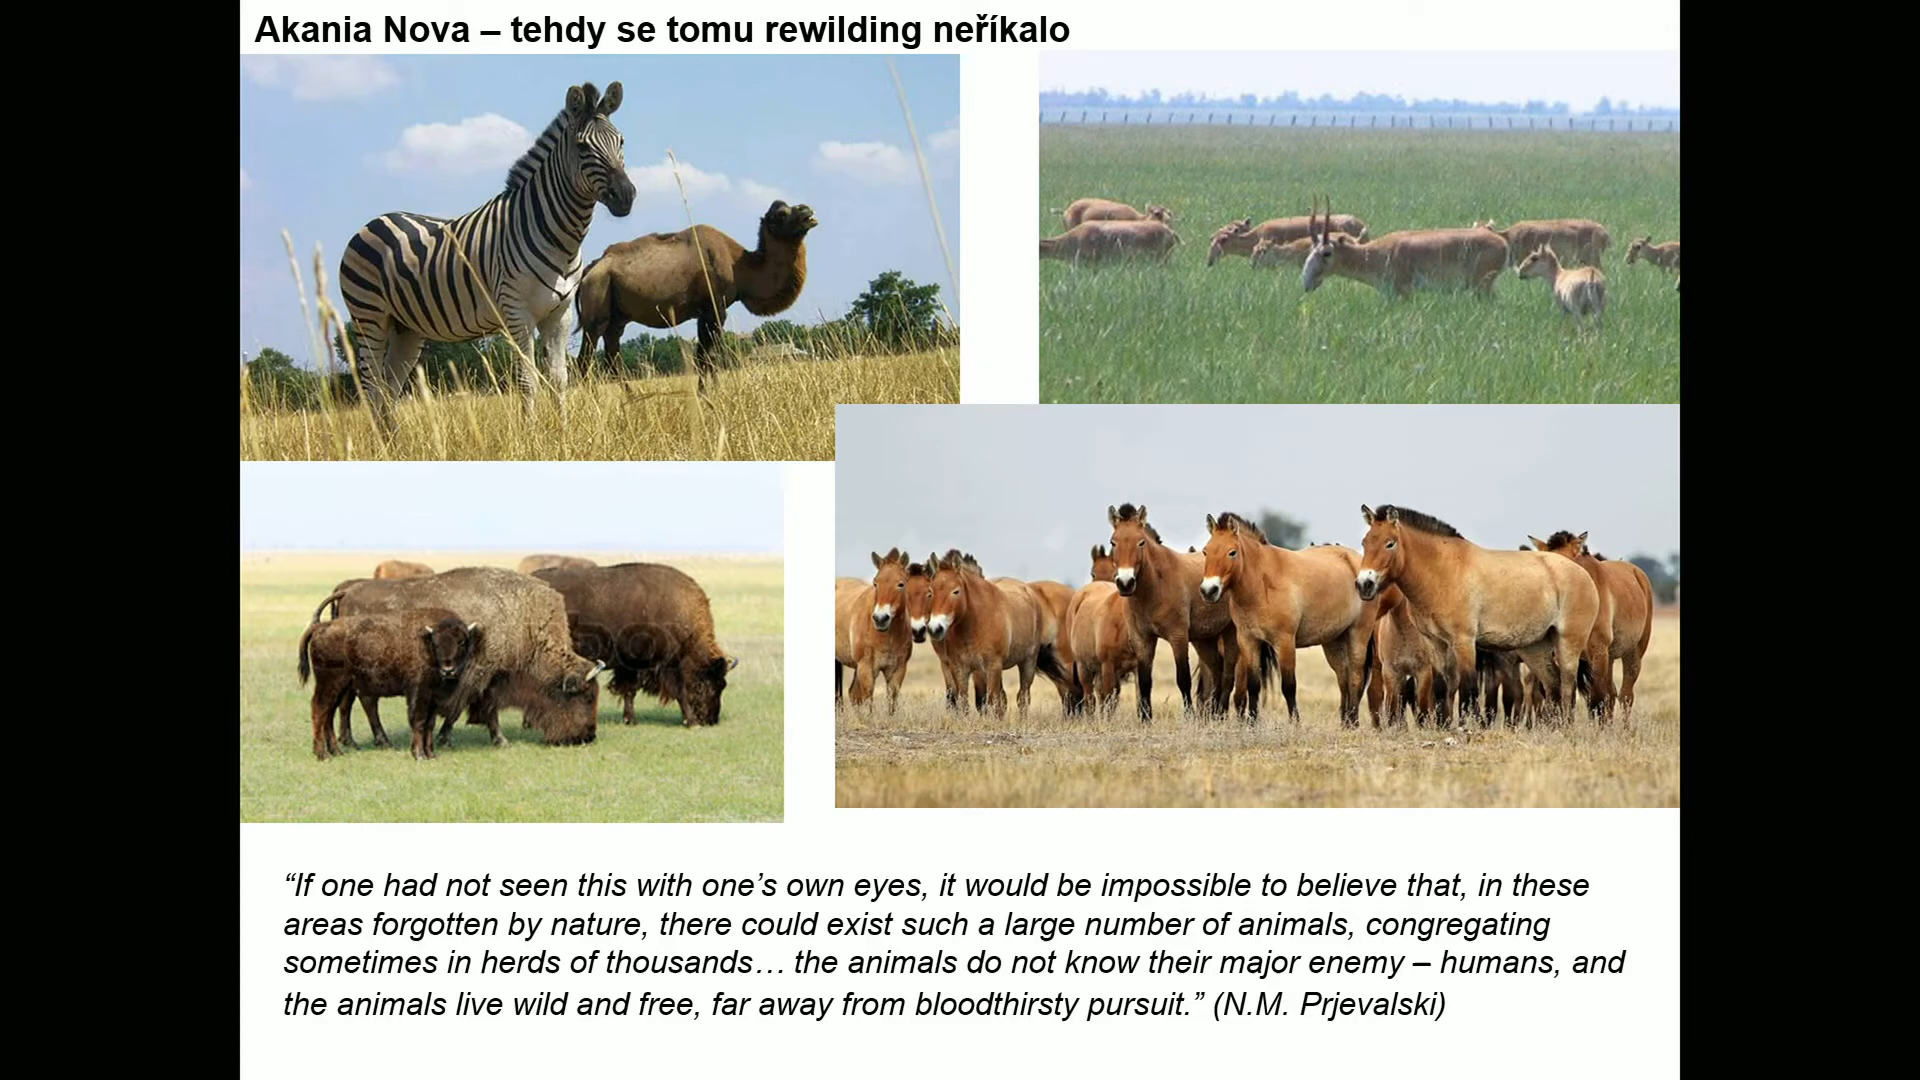 Akania Nova – tehdy se tomu rewilding neříkalo
“If one had not seen this with one’s own eyes, it would be impossible to believe that, in these
areas forgotten by nature, there could exist such a large number of animals, congregating
sometimes in herds of thousands… the animals do not know their major enemy – humans, and
the animals live wild and free, far away from bloodthirsty pursuit.” (N.M. Prjevalski)